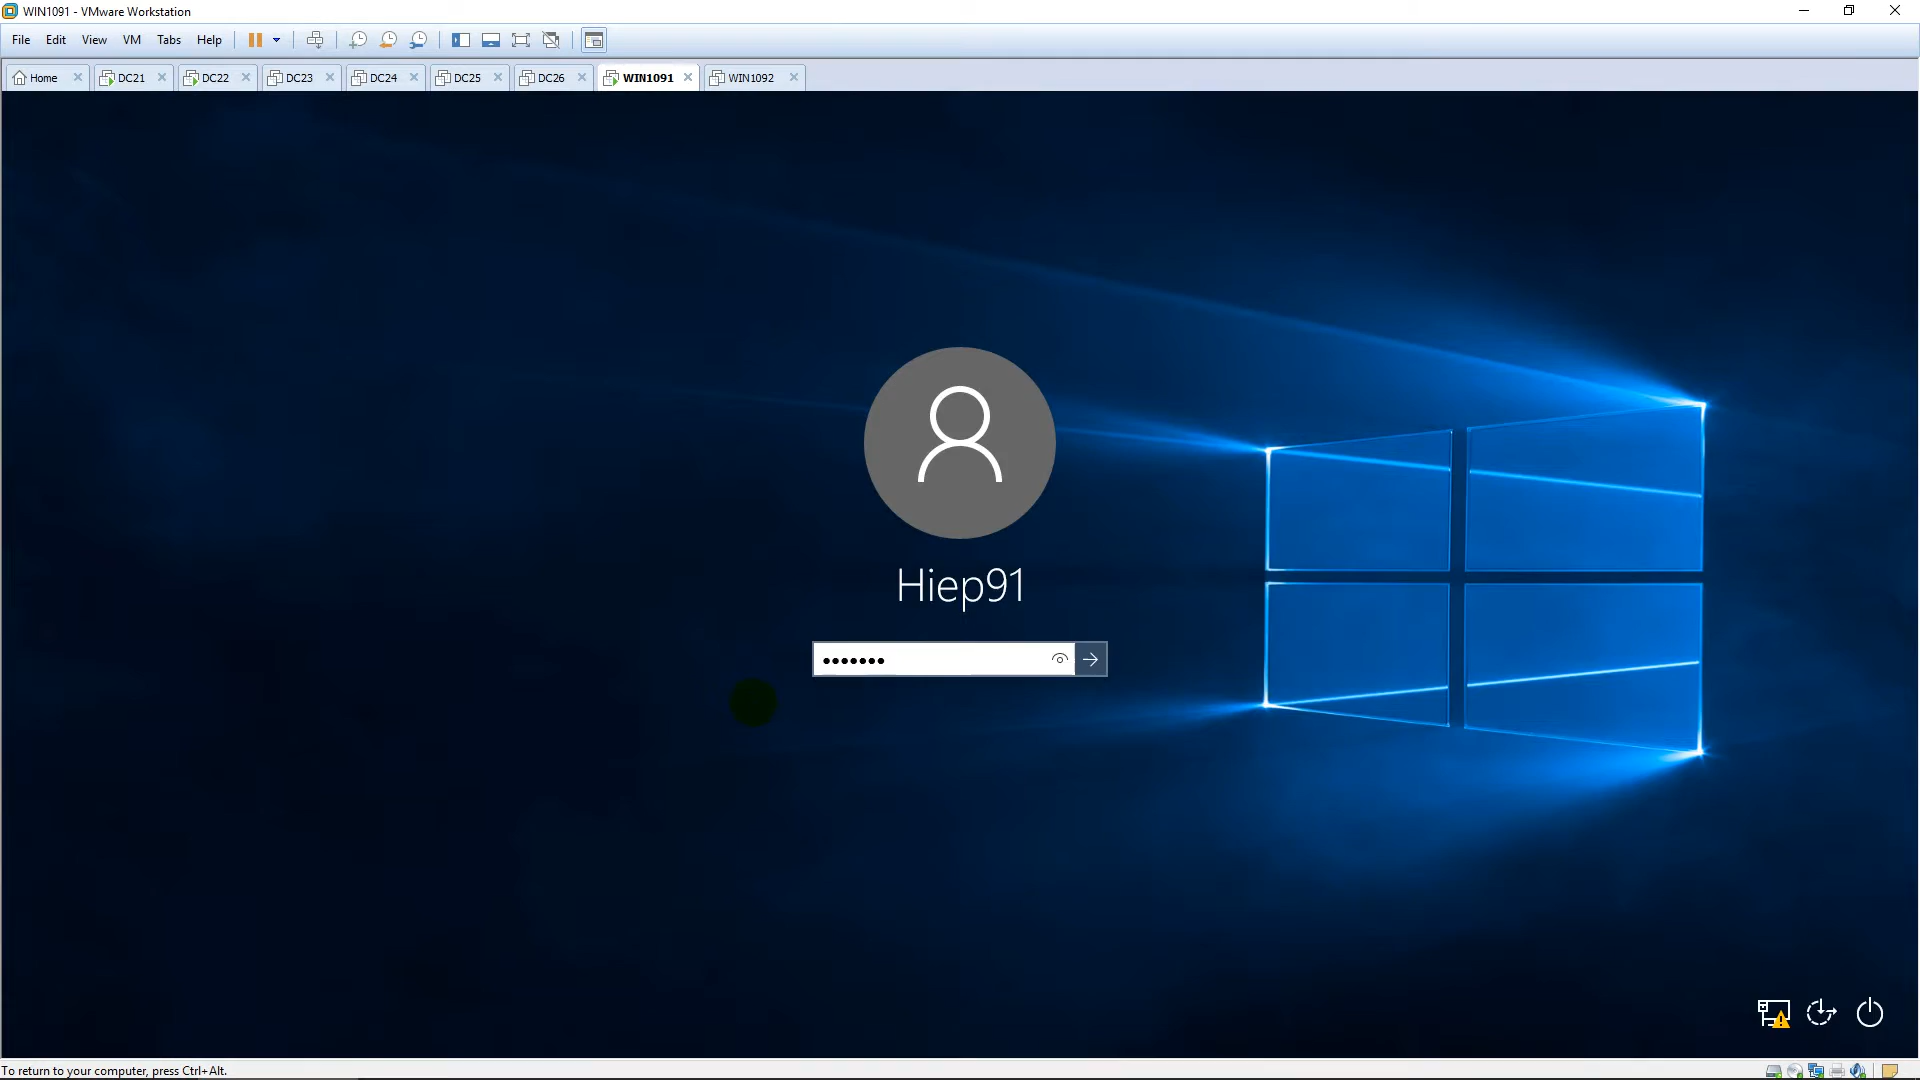 WIN1091 - VMware Workstation
File Edit View VM Tabs Help
Home DC21 DC22 DC23 DC24 DC25 DC26 WIN1091 WIN1092
Hiep91
To return to your computer, press Ctrl+Alt.